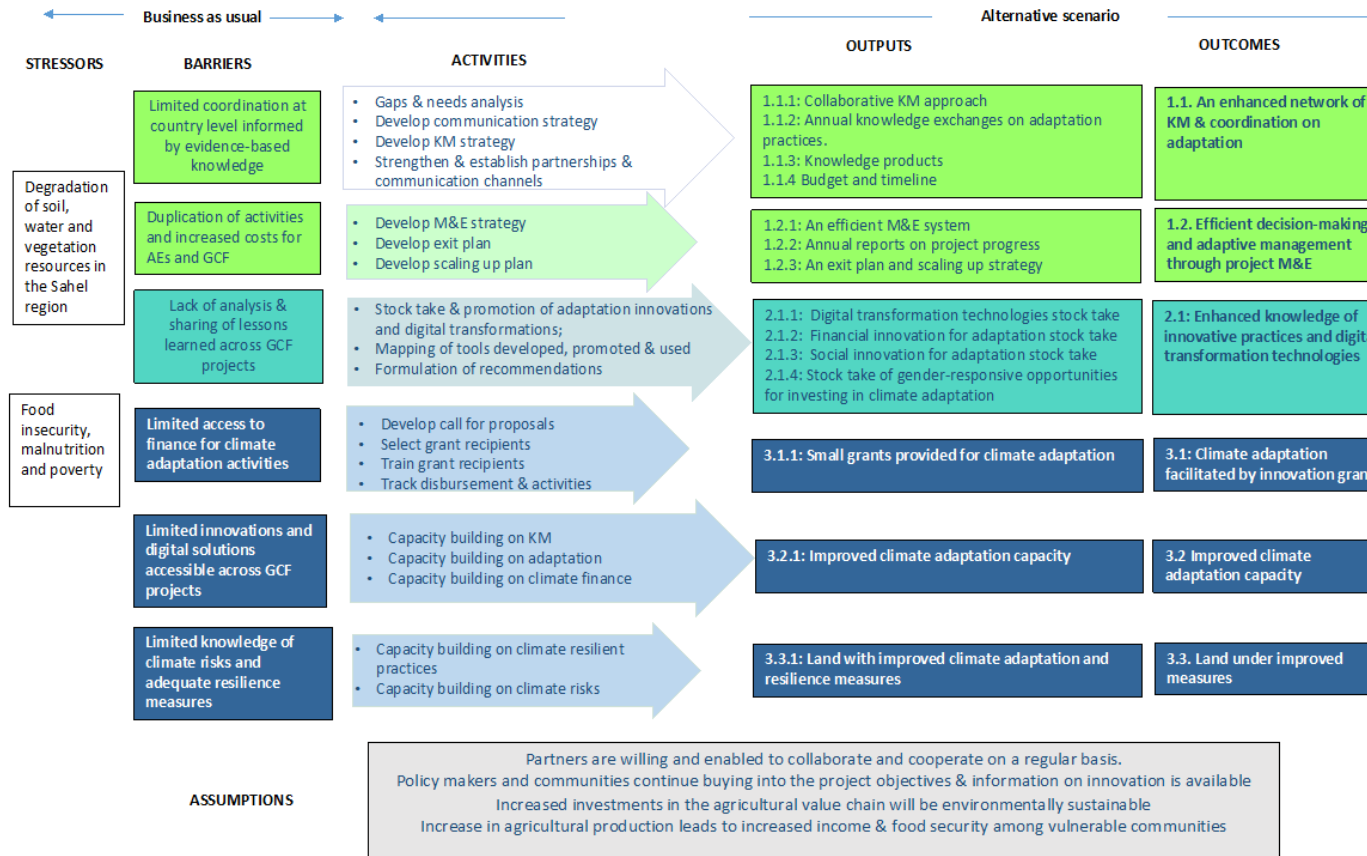 Business as usual
Alternative scenario
STRESSORS
BARRIERS
ACTIVITIES
OUTPUTS
OUTCOMES
Degradation
of soil,
water and
vegetation
resources in
the Sahel
region
Food
insecurity,
malnutrition
and poverty
Limited coordination at
country level informed
by evidence-based
knowledge
• Gaps & needs analysis
• Develop communication strategy
• Develop KM strategy
• Strengthen & establish partnerships &
communication channels
1.1.1: Collaborative KM approach
1.1.2: Annual knowledge exchanges on adaptation
practices.
1.1.3: Knowledge products
1.1.4 Budget and timeline
1.1. An enhanced network of
KM & coordination on
adaptation
Duplication of activities
and increased costs for
AEs and GCF
• Develop M&E strategy
• Develop exit plan
• Develop scaling up plan
1.2.1: An efficient M&E system
1.2.2: Annual reports on project progress
1.2.3: An exit plan and scaling up strategy
1.2. Efficient decision-making
and adaptive management
through project M&E
Lack of analysis &
sharing of lessons
learned across GCF
projects
• Stock take & promotion of adaptation innovations
and digital transformations;
• Mapping of tools developed, promoted & used
• Formulation of recommendations
2.1.1: Digital transformation technologies stock take
2.1.2: Financial innovation for adaptation stock take
2.1.3: Social innovation for adaptation stock take
2.1.4: Stock take of gender-responsive opportunities
for investing in climate adaptation
2.1: Enhanced knowledge of
innovative practices and digit
transformation technologies
Limited access to
finance for climate
adaptation activities
• Develop call for proposals
• Select grant recipients
• Train grant recipients
• Track disbursement & activities
3.1.1: Small grants provided for climate adaptation
3.1: Climate adaptation
facilitated by innovation gran
Limited innovations and
digital solutions
accessible across GCF
projects
• Capacity building on KM
• Capacity building on adaptation
• Capacity building on climate finance
3.2.1: Improved climate adaptation capacity
3.2 Improved climate
adaptation capacity
Limited knowledge of
climate risks and
adequate resilience
measures
• Capacity building on climate resilient
practices
• Capacity building on climate risks
3.3.1: Land with improved climate adaptation and
resilience measures
3.3. Land under improved
measures
ASSUMPTIONS
Partners are willing and enabled to collaborate and cooperate on a regular basis.
Policy makers and communities continue buying into the project objectives & information on innovation is available
Increased investments in the agricultural value chain will be environmentally sustainable
Increase in agricultural production leads to increased income & food security among vulnerable communities